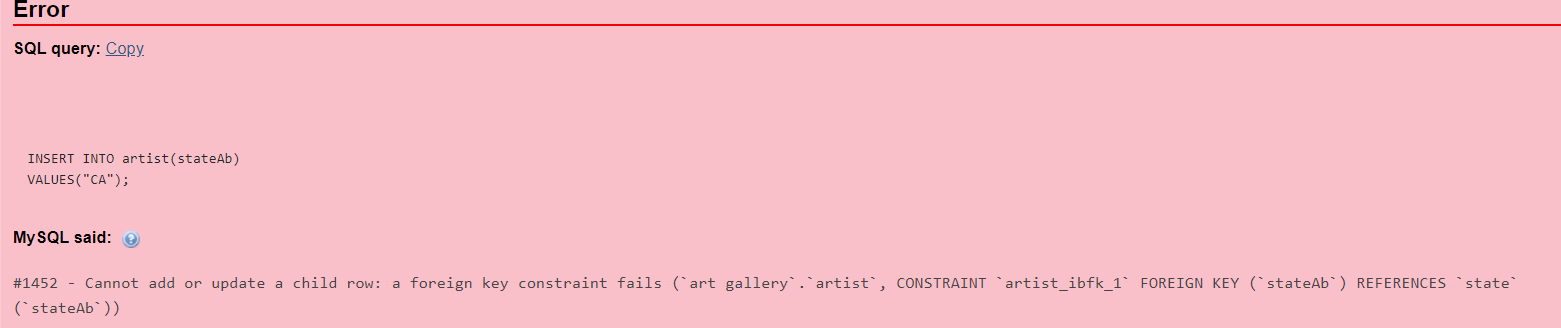 Error
SQL query: Copy
INSERT INTO artist(stateAb)
VALUES("CA");
MySQL said:
#1452 - Cannot add or update a child row: a foreign key constraint fails (`art gallery`.`artist`, CONSTRAINT `artist_ibfk_1` FOREIGN KEY (`stateAb`) REFERENCES `state`
(`stateAb`))